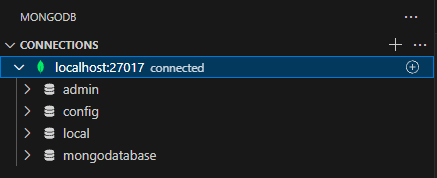 MONGODB
CONNECTIONS
localhost:27017 connected
admin
config
local
mongodatabase